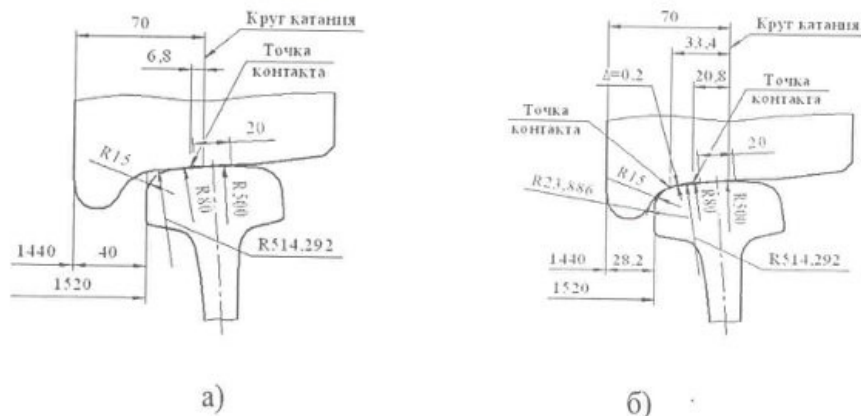 70
Круг катания
6,8
Точка
контакта
20
R15
R80
R500
R514,292
1440
40
1520
а)
70
Круг катания
33,4
Δ=0,2
20,8
Точка
контакта
Точка
контакта
20
R15
R23,886
R80
R500
R514,292
1440
28,2
1520
б)